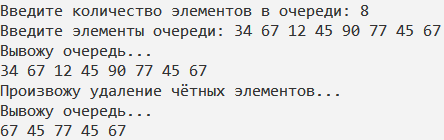 Введите количество элементов в очереди: 8
Введите элементы очереди: 34 67 12 45 90 77 45 67
Вывожу очередь...
34 67 12 45 90 77 45 67
Произвожу удаление чётных элементов...
Вывожу очередь...
67 45 77 45 67